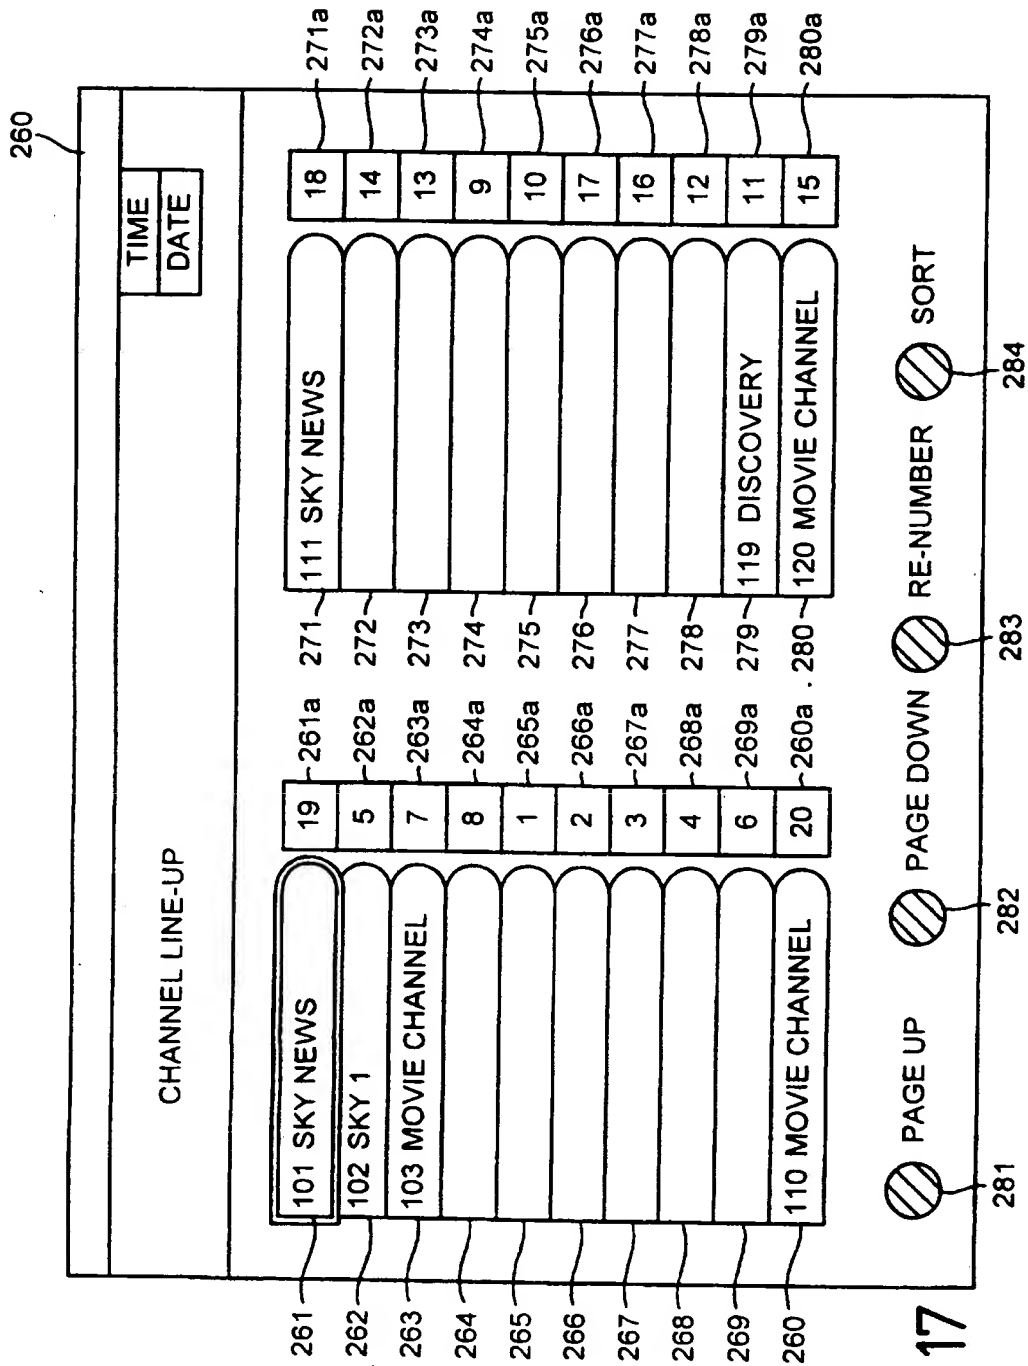 260
TIME
DATE
CHANNEL LINE-UP
261 101 SKY NEWS 19 261a
262 102 SKY 1 5 262a
263 103 MOVIE CHANNEL 7 263a
264 8 264a
265 1 265a
266 2 266a
267 3 267a
268 4 268a
269 6 269a
260 110 MOVIE CHANNEL 20 260a
271 111 SKY NEWS 18 271a
272 14 272a
273 13 273a
274 9 274a
275 10 275a
276 17 276a
277 16 277a
278 12 278a
279 119 DISCOVERY 11 279a
280 120 MOVIE CHANNEL 15 280a
PAGE UP PAGE DOWN RE-NUMBER SORT
281 282 283 284
17